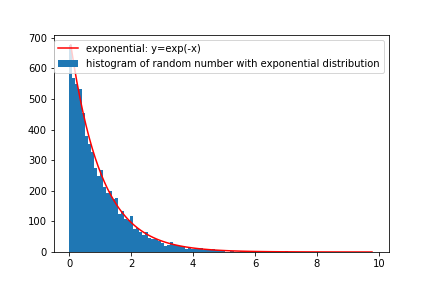 exponential: y=exp(-x)
histogram of random number with exponential distribution
700
600
500
400
300
200
100
0
0 2 4 6 8 10